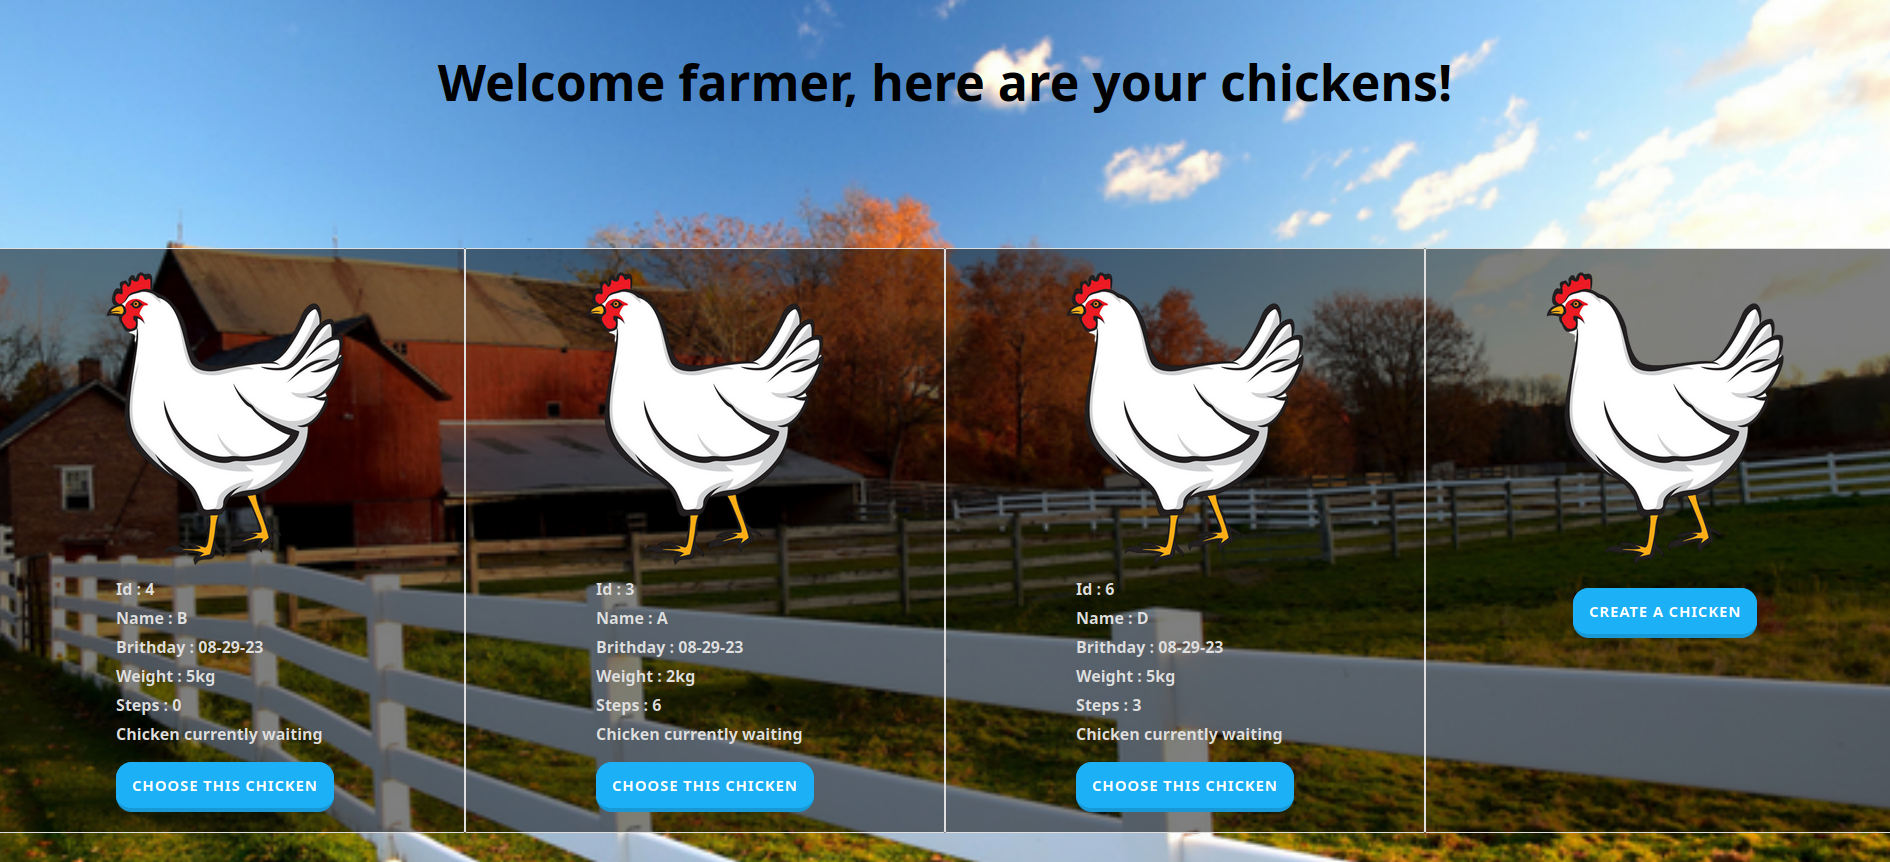 Welcome farmer, here are your chickens!
Id : 4
Name : B
Brithday : 08-29-23
Weight : 5kg
Steps : 0
Chicken currently waiting
CHOOSE THIS CHICKEN
Id : 3
Name : A
Brithday : 08-29-23
Weight : 2kg
Steps : 6
Chicken currently waiting
CHOOSE THIS CHICKEN
Id : 6
Name : D
Brithday : 08-29-23
Weight : 5kg
Steps : 3
Chicken currently waiting
CHOOSE THIS CHICKEN
CREATE A CHICKEN